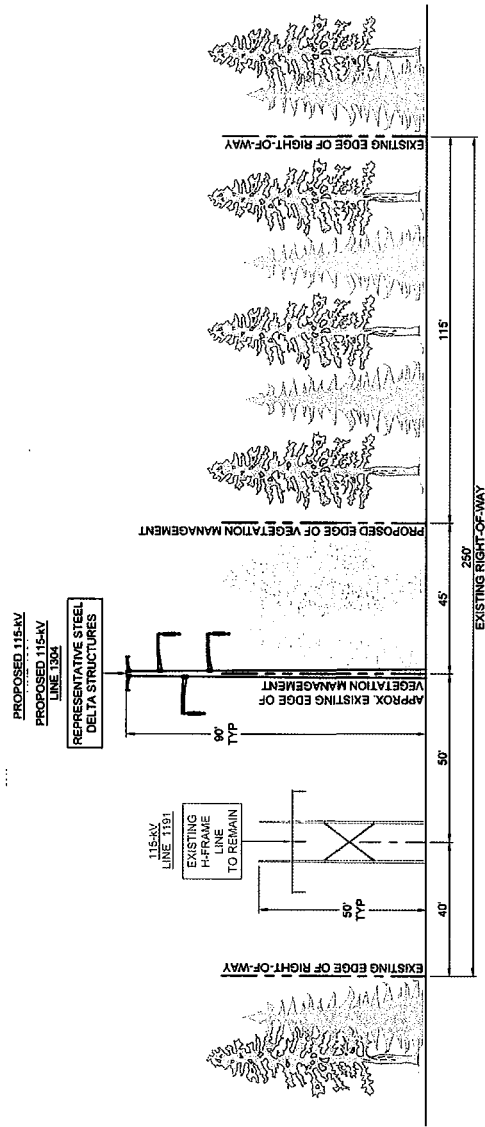 PROPOSED 115-kV
PROPOSED 115-kV
LINE 1304
REPRESENTATIVE STEEL
DELTA STRUCTURES
115-kV
LINE 1191
EXISTING
H-FRAME
LINE
TO REMAIN
90'
TYP
50'
TYP
EXISTING EDGE OF RIGHT-OF-WAY
APPROX. EXISTING EDGE OF
VEGETATION MANAGEMENT
PROPOSED EDGE OF VEGETATION MANAGEMENT
EXISTING EDGE OF RIGHT-OF-WAY
40'
50'
45'
115'
250'
EXISTING RIGHT-OF-WAY